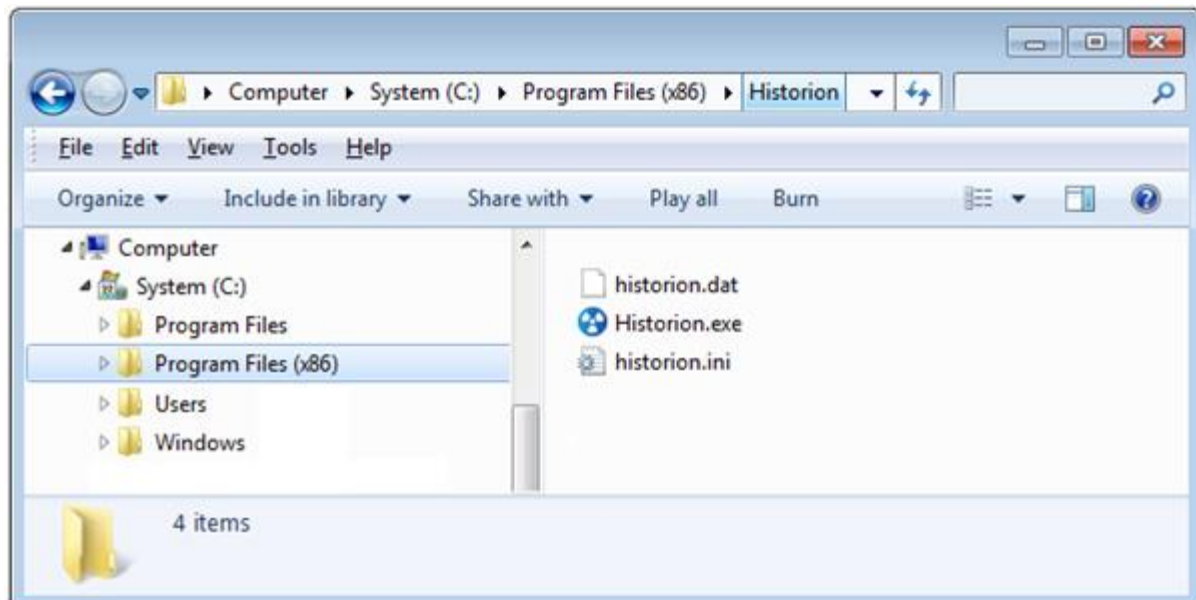 Computer System (C:) Program Files (x86) Historion
File Edit View Tools Help
Organize Include in library Share with Play all Burn
Computer
System (C:)
Program Files
Program Files (x86)
Users
Windows
historion.dat
Historion.exe
historion.ini
4 items